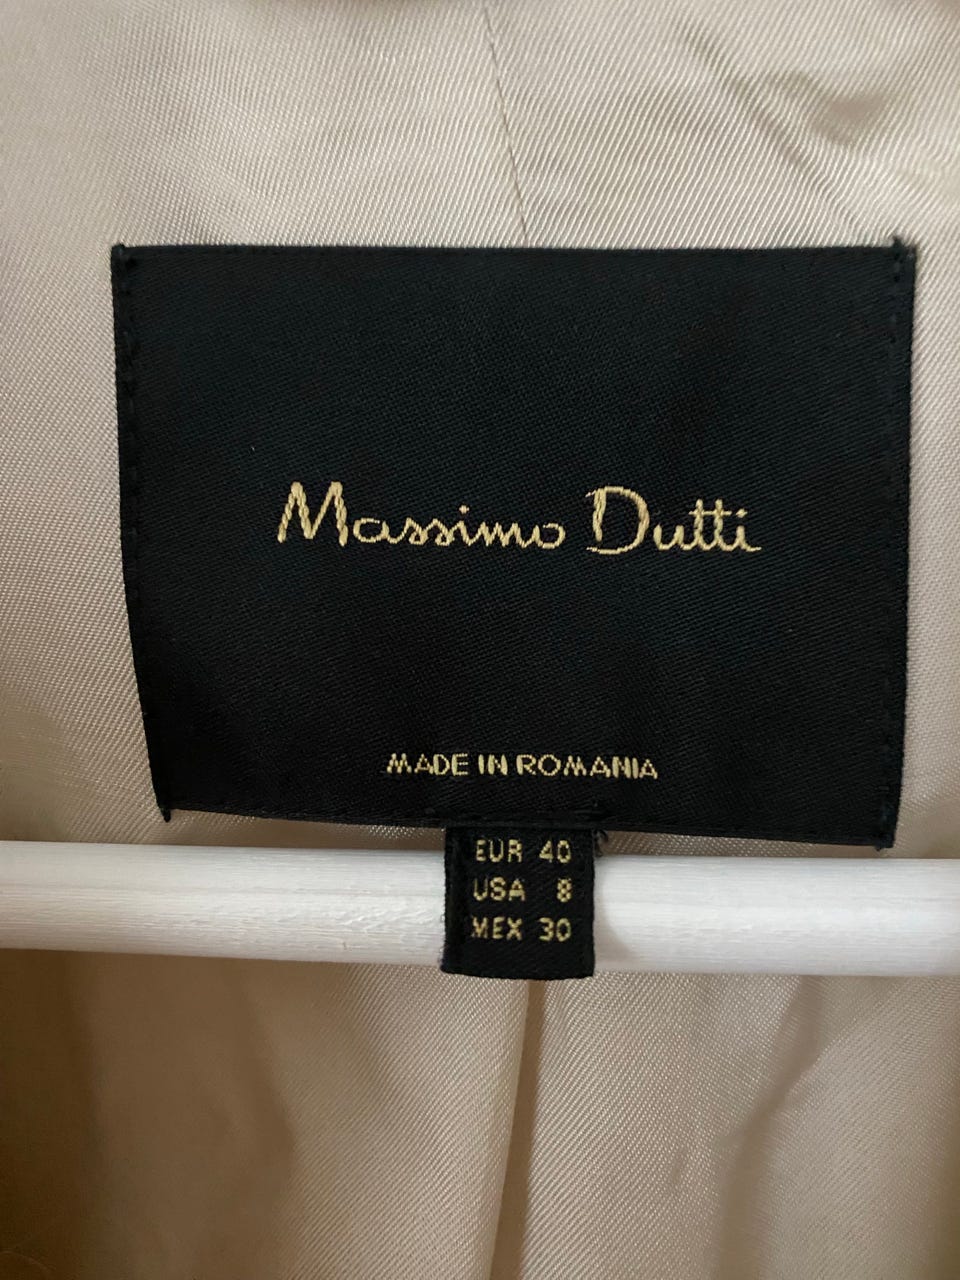 Massimo Dutti
MADE IN ROMANIA
EUR 40
USA 8
MEX 30